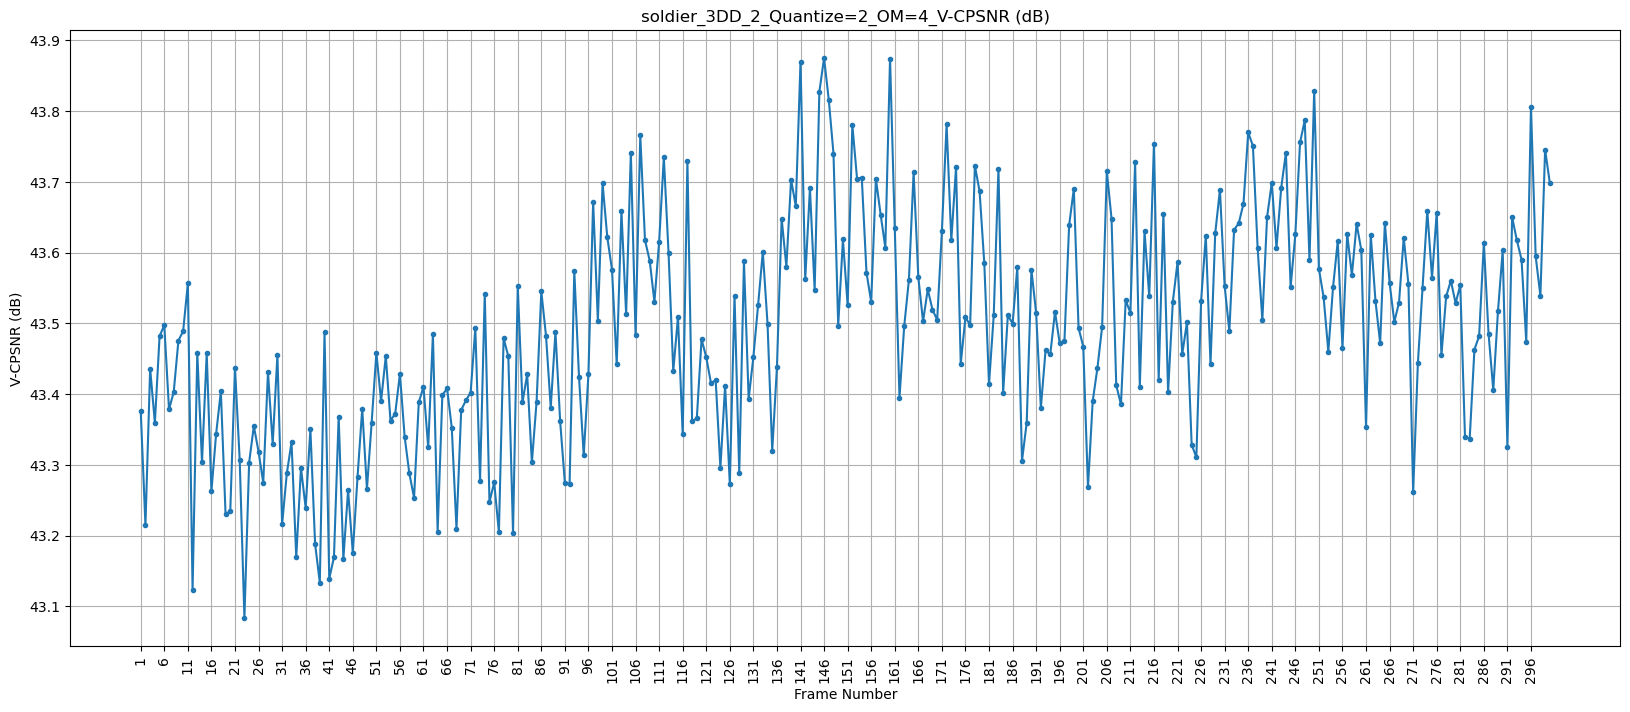 soldier_3DD_2_Quantize=2_OM=4_V-CPSNR (dB)
43.9
43.8
43.7
43.6
43.5
43.4
43.3
43.2
43.1
V-CPSNR (dB)
1 6 11 16 21 26 31 36 41 46 51 56 61 66 71 76 81 86 91 96 101 106 111 116 121 126 131 136 141 146 151 156 161 166 171 176 181 186 191 196 201 206 211 216 221 226 231 236 241 246 251 256 261 266 271 276 281 286 291 296
Frame Number